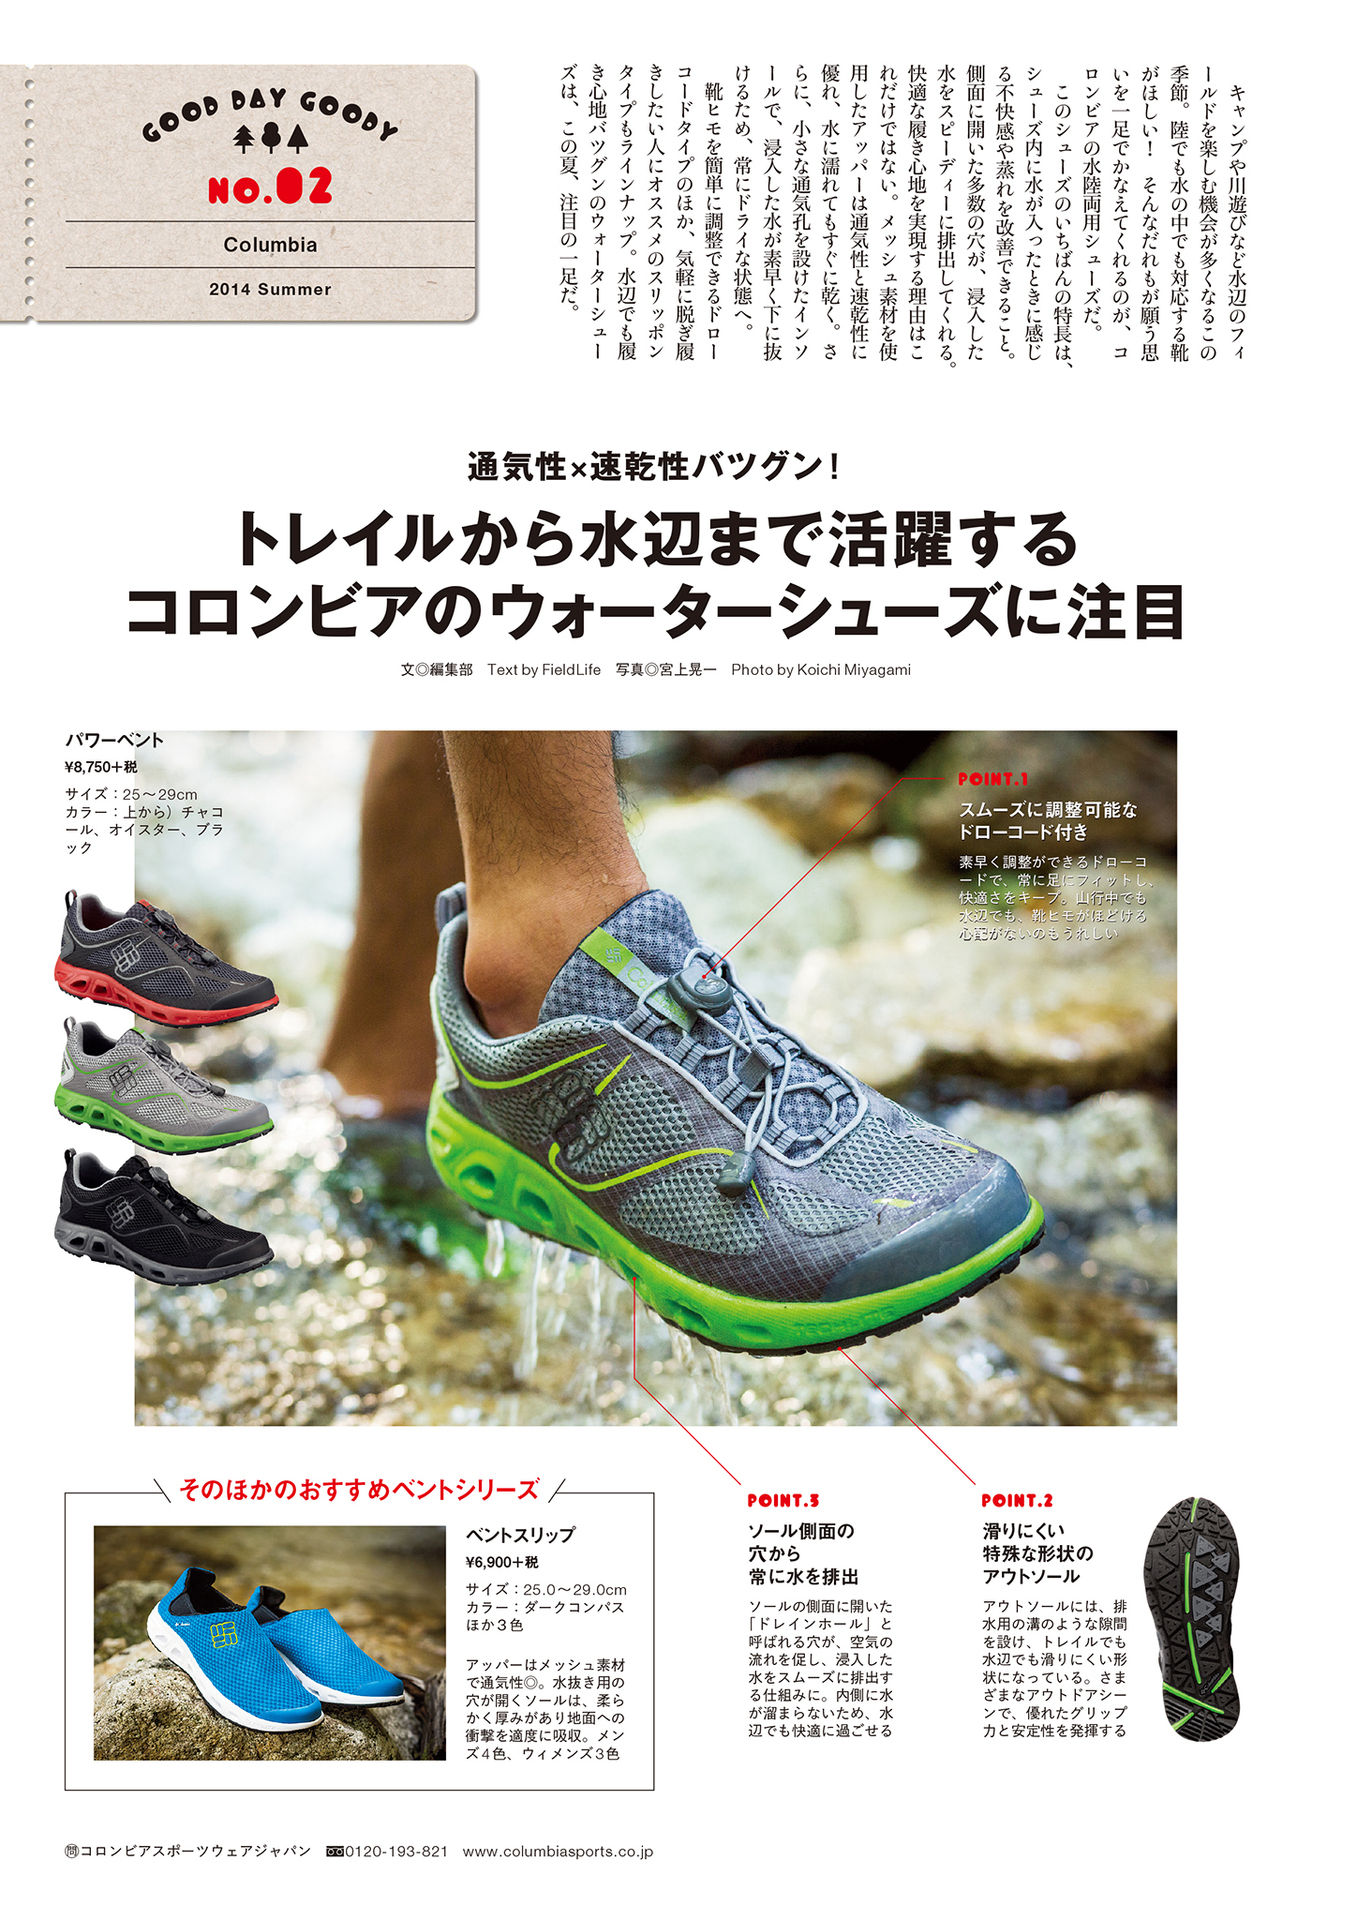 GOOD DAY GOODY
NO.02
Columbia
2014 Summer
キャンプや川遊びなど水辺のフィ
ールドを楽しむ機会が多くなるこの
季節。陸でも水の中でも対応する靴
がほしい！　そんなだれもが願う思
いを一足でかなえてくれるのが、コ
ロンビアの水陸両用シューズだ。
このシューズのいちばんの特長は、
シューズ内に水が入ったときに感じ
る不快感や蒸れを改善できること。
側面に開いた多数の穴が、浸入した
水をスピーディーに排出してくれる。
快適な履き心地を実現する理由はこ
れだけではない。メッシュ素材を使
用したアッパーは通気性と速乾性に
優れ、水に濡れてもすぐに乾く。さ
らに、小さな通気孔を設けたインソ
ールで、浸入した水が素早く下に抜
けるため、常にドライな状態へ。
靴ヒモを簡単に調整できるドロー
コードタイプのほか、気軽に脱ぎ履
きしたい人にオススメのスリッポン
タイプもラインナップ。水辺でも履
き心地バツグンのウォーターシュー
ズは、この夏、注目の一足だ。
通気性×速乾性バツグン！
トレイルから水辺まで活躍する
コロンビアのウォーターシューズに注目
文◎編集部　Text by FieldLife　写真◎宮上晃一　Photo by Koichi Miyagami
パワーベント
¥8,750＋税
サイズ：25〜29cm
カラー：上から）チャコ
ール、オイスター、ブラ
ック
POINT.1
スムーズに調整可能な
ドローコード付き
素早く調整ができるドローコ
ードで、常に足にフィットし、
快適さをキープ。山行中でも
水辺でも、靴ヒモがほどける
心配がないのもうれしい
そのほかのおすすめベントシリーズ
ベントスリップ
¥6,900＋税
サイズ：25.0〜29.0cm
カラー：ダークコンパス
ほか３色
アッパーはメッシュ素材
で通気性◎。水抜き用の
穴が開くソールは、柔ら
かく厚みがあり地面への
衝撃を適度に吸収。メン
ズ4色、ウィメンズ3色
POINT.3
ソール側面の
穴から
常に水を排出
ソールの側面に開いた
「ドレインホール」と
呼ばれる穴が、空気の
流れを促し、浸入した
水をスムーズに排出す
る仕組みに。内側に水
が溜まらないため、水
辺でも快適に過ごせる
POINT.2
滑りにくい
特殊な形状の
アウトソール
アウトソールには、排
水用の溝のような隙間
を設け、トレイルでも
水辺でも滑りにくい形
状になっている。さま
ざまなアウトドアシー
ンで、優れたグリップ
力と安定性を発揮する
㉄コロンビアスポーツウェアジャパン　0120-193-821　www.columbiasports.co.jp